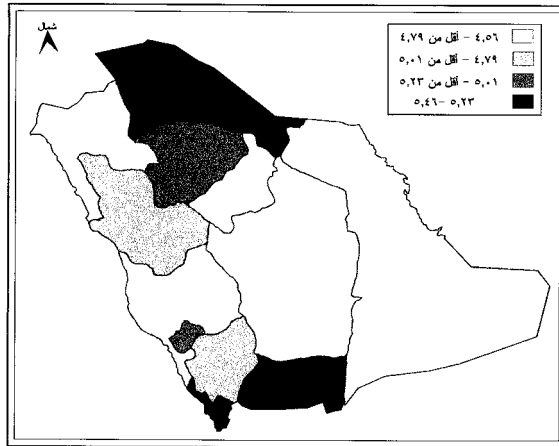 شمال
٤,٥٦ - أقل من ٤,٧٩
٤,٧٩ - أقل من ٥,٠١
٥,٠١ - أقل من ٥,٢٣
٥,٢٣ - ٥,٤٦